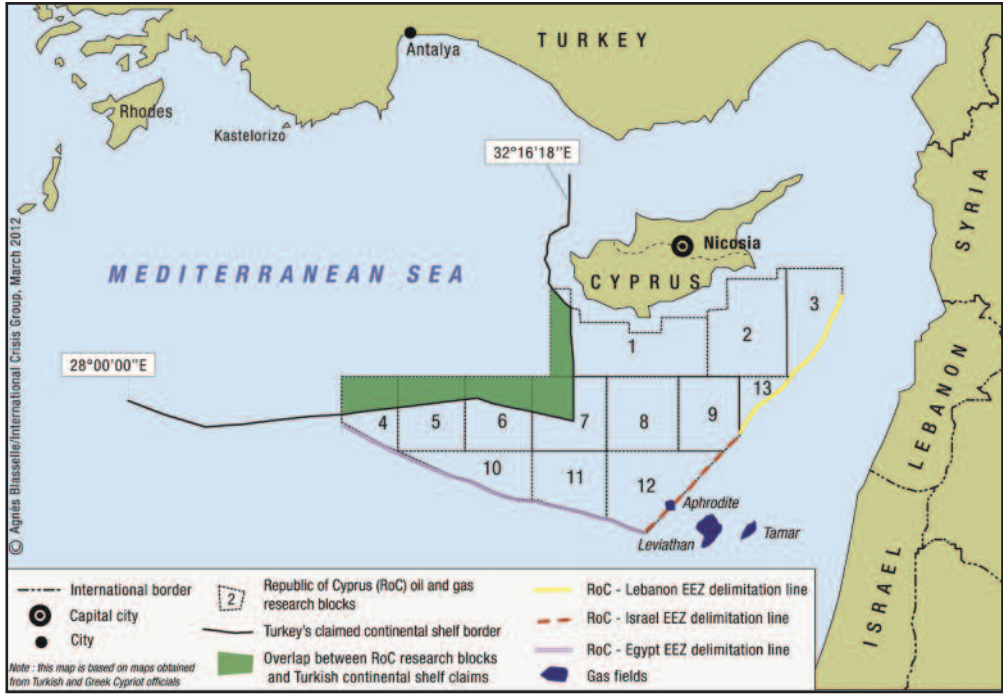 TURKEY
Antalya
Rhodes
Kastelorizo
32°16'18"E
SYRIA
Nicosia
MEDITERRANEAN SEA
CYPRUS
3
2
1
28°00'00"E
13
4
5
6
7
8
9
LEBANON
10
11
12
Aphrodite
Leviathan
Tamar
ISRAEL
© Agnès Blasselle/International Crisis Group, March 2012
International border
Capital city
City
Note : this map is based on maps obtained
from Turkish and Greek Cypriot officials
2
Republic of Cyprus (RoC) oil and gas
research blocks
Turkey's claimed continental shelf border
Overlap between RoC research blocks
and Turkish continental shelf claims
RoC - Lebanon EEZ delimitation line
RoC - Israel EEZ delimitation line
RoC - Egypt EEZ delimitation line
Gas fields